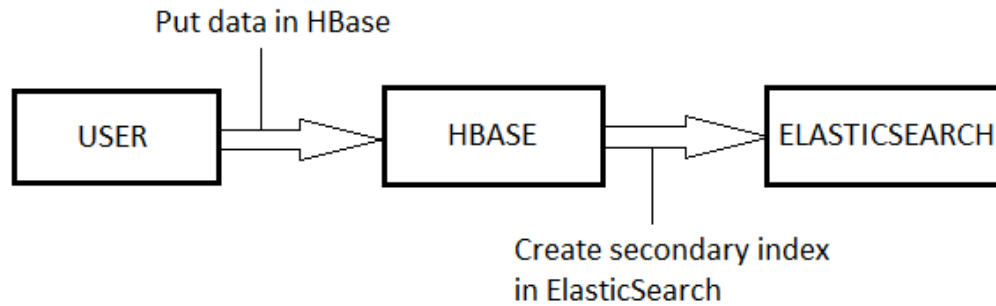 Put data in HBase
USER
HBASE
ELASTICSEARCH
Create secondary index
in ElasticSearch